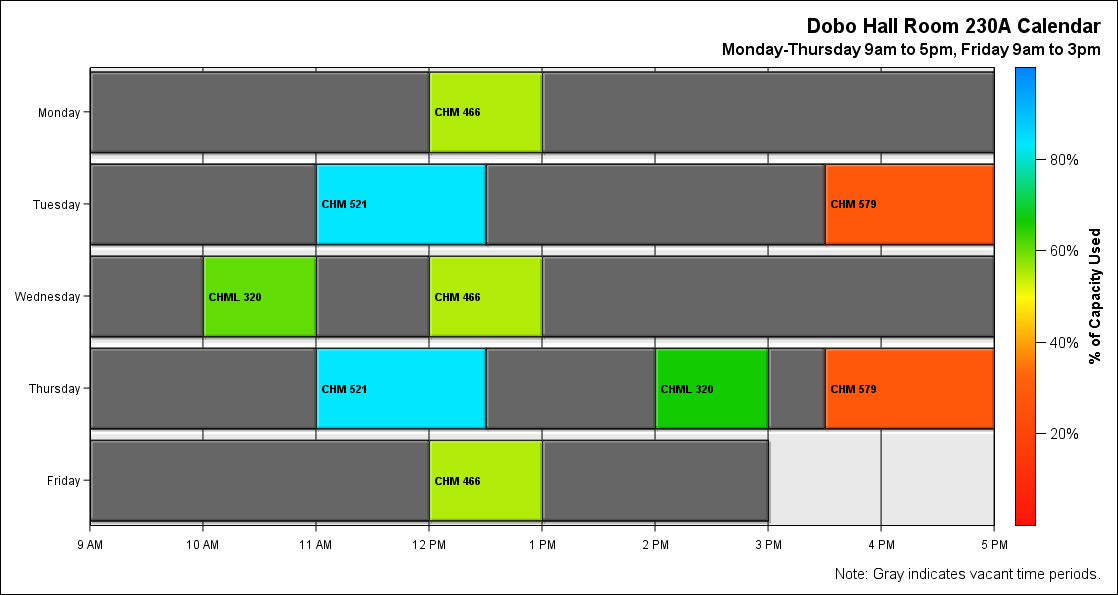 Dobo Hall Room 230A Calendar
Monday-Thursday 9am to 5pm, Friday 9am to 3pm
Monday
CHM 466
Tuesday
CHM 521
CHM 579
Wednesday
CHML 320
CHM 466
Thursday
CHM 521
CHML 320
CHM 579
Friday
CHM 466
9 AM
10 AM
11 AM
12 PM
1 PM
2 PM
3 PM
4 PM
5 PM
80%
60%
40%
20%
% of Capacity Used
Note: Gray indicates vacant time periods.